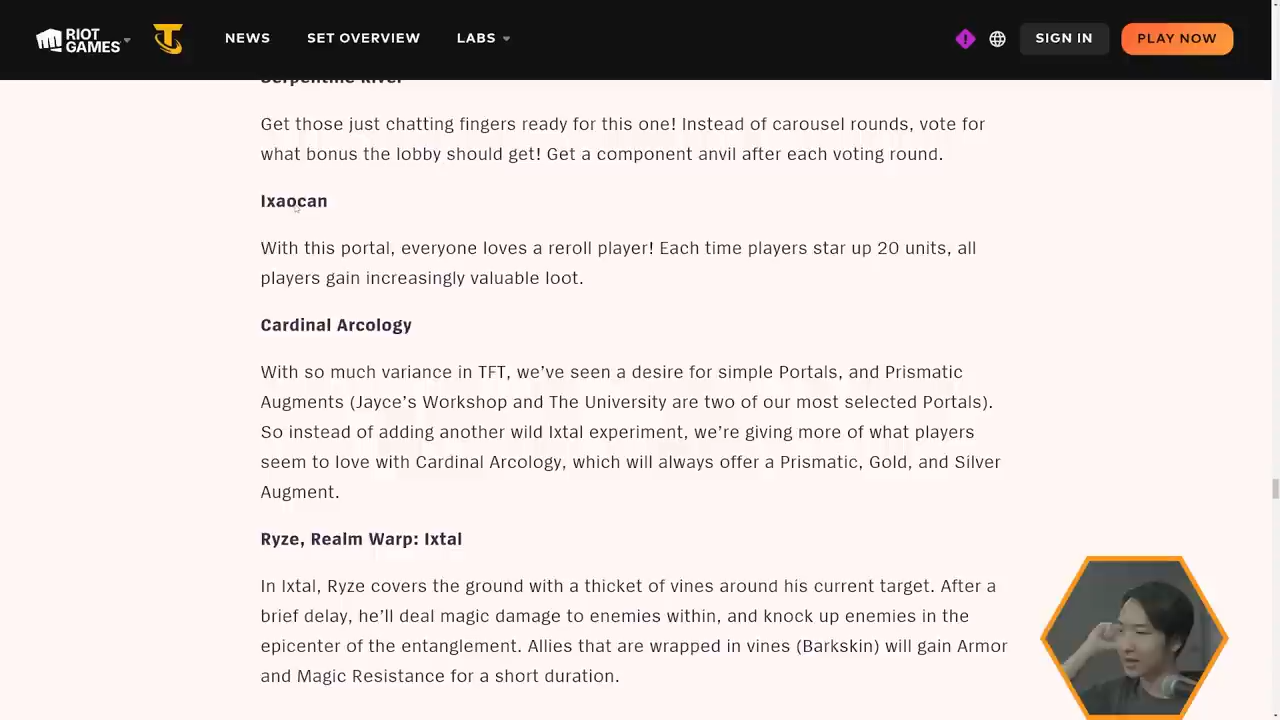 RIOT GAMES
NEWS
SET OVERVIEW
LABS
SIGN IN
PLAY NOW
Serpentine River
Get those just chatting fingers ready for this one! Instead of carousel rounds, vote for
what bonus the lobby should get! Get a component anvil after each voting round.
Ixaocan
With this portal, everyone loves a reroll player! Each time players star up 20 units, all
players gain increasingly valuable loot.
Cardinal Arcology
With so much variance in TFT, we’ve seen a desire for simple Portals, and Prismatic
Augments (Jayce’s Workshop and The University are two of our most selected Portals).
So instead of adding another wild Ixtal experiment, we’re giving more of what players
seem to love with Cardinal Arcology, which will always offer a Prismatic, Gold, and Silver
Augment.
Ryze, Realm Warp: Ixtal
In Ixtal, Ryze covers the ground with a thicket of vines around his current target. After a
brief delay, he’ll deal magic damage to enemies within, and knock up enemies in the
epicenter of the entanglement. Allies that are wrapped in vines (Barkskin) will gain Armor
and Magic Resistance for a short duration.